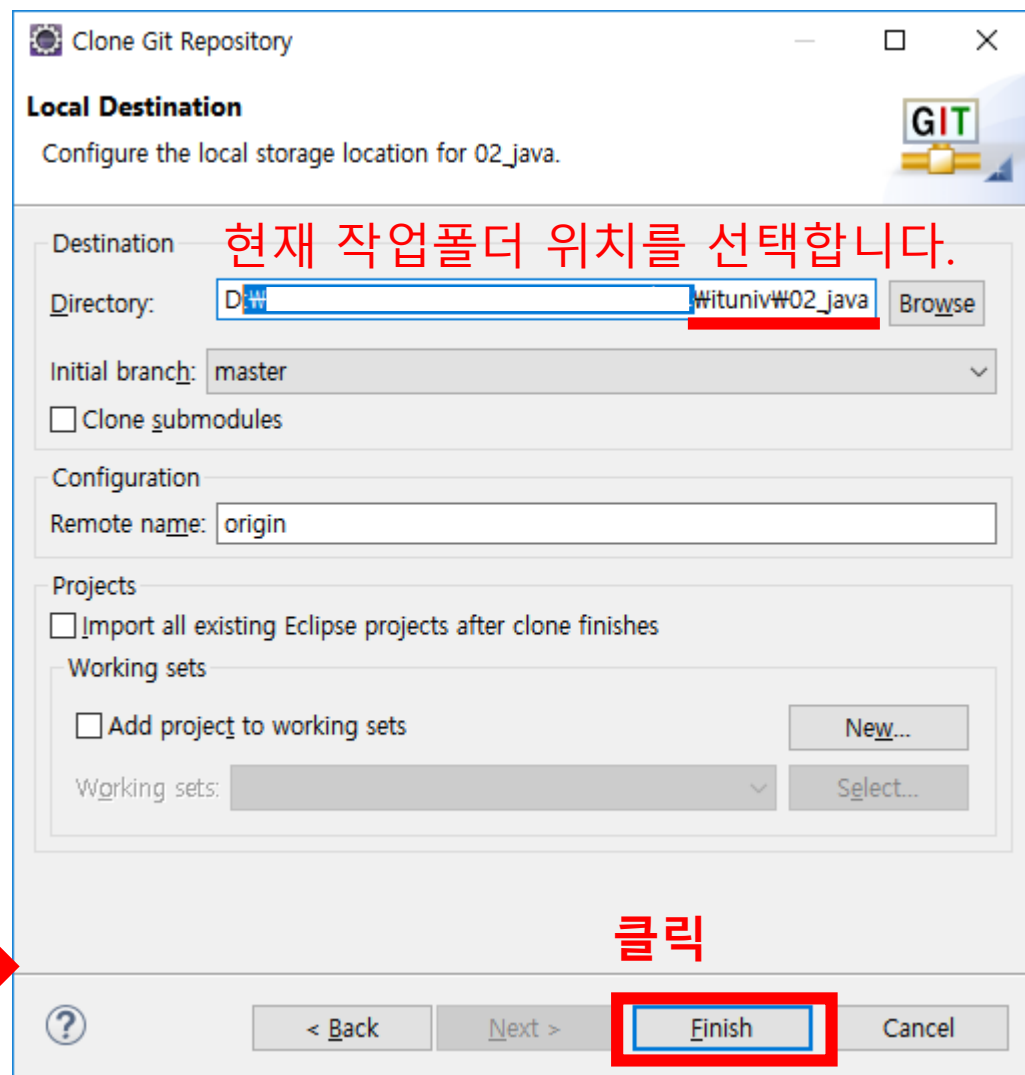 Clone Git Repository
Local Destination
GIT
Configure the local storage location for 02_java.
Destination
현재 작업폴더 위치를 선택합니다.
Directory: D:₩ ₩ituniv₩02_java Browse
Initial branch: master
Clone submodules
Configuration
Remote name: origin
Projects
Import all existing Eclipse projects after clone finishes
Working sets
Add project to working sets New...
Working sets: Select...
클릭
? < Back Next > Finish Cancel